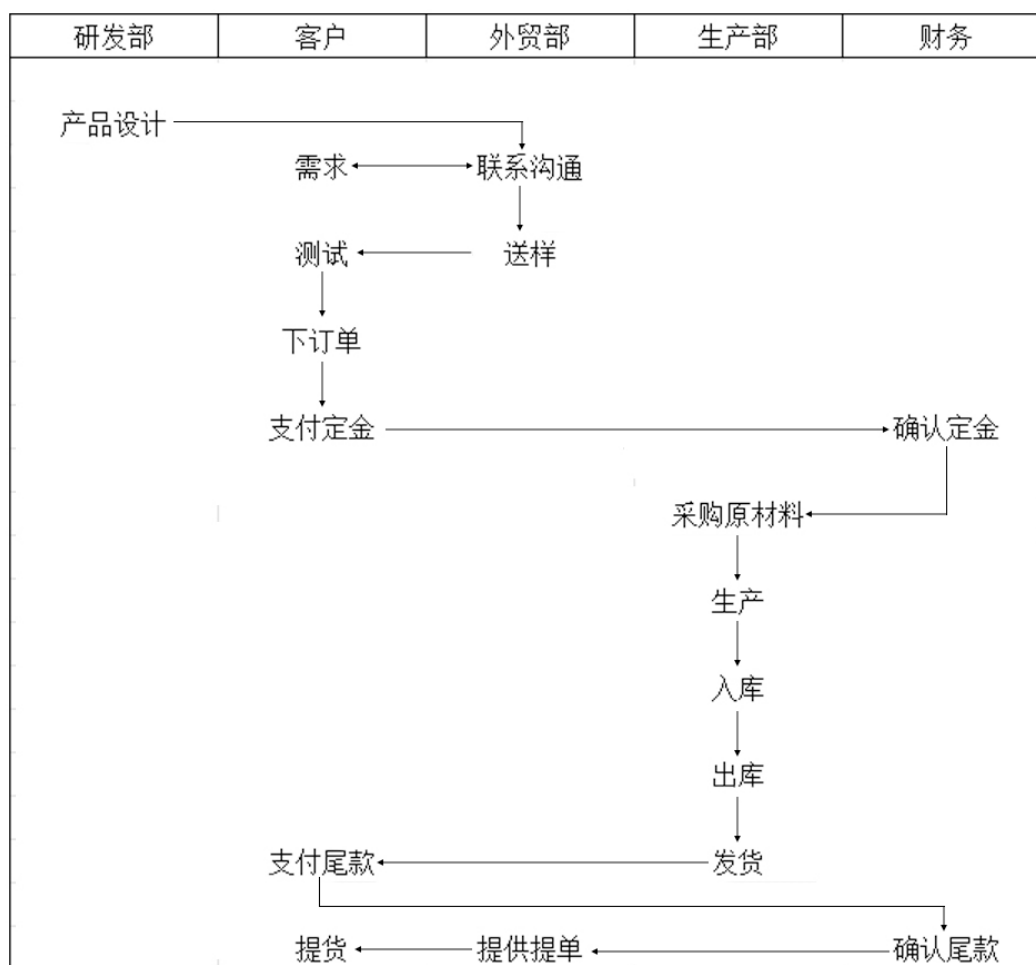 研发部 客户 外贸部 生产部 财务
产品设计
需求 联系沟通
测试 送样
下订单
支付定金 确认定金
采购原材料
生产
入库
出库
支付尾款 发货
提货 提供提单 确认尾款